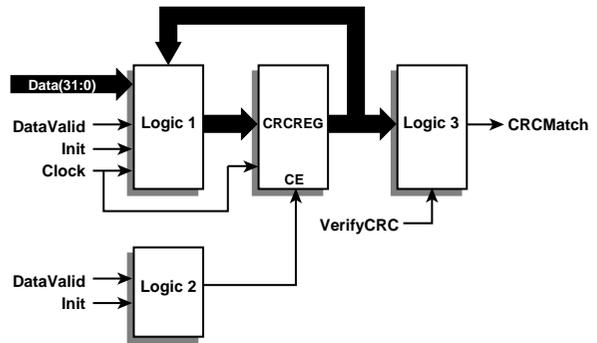 Data(31:0)
DataValid
Init
Clock
Logic 1
CRCREG
CE
Logic 3
CRCMatch
VerifyCRC
DataValid
Init
Logic 2